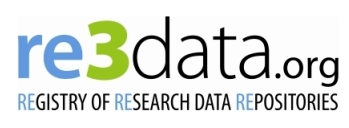 re3data.org
REGISTRY OF RESEARCH DATA REPOSITORIES